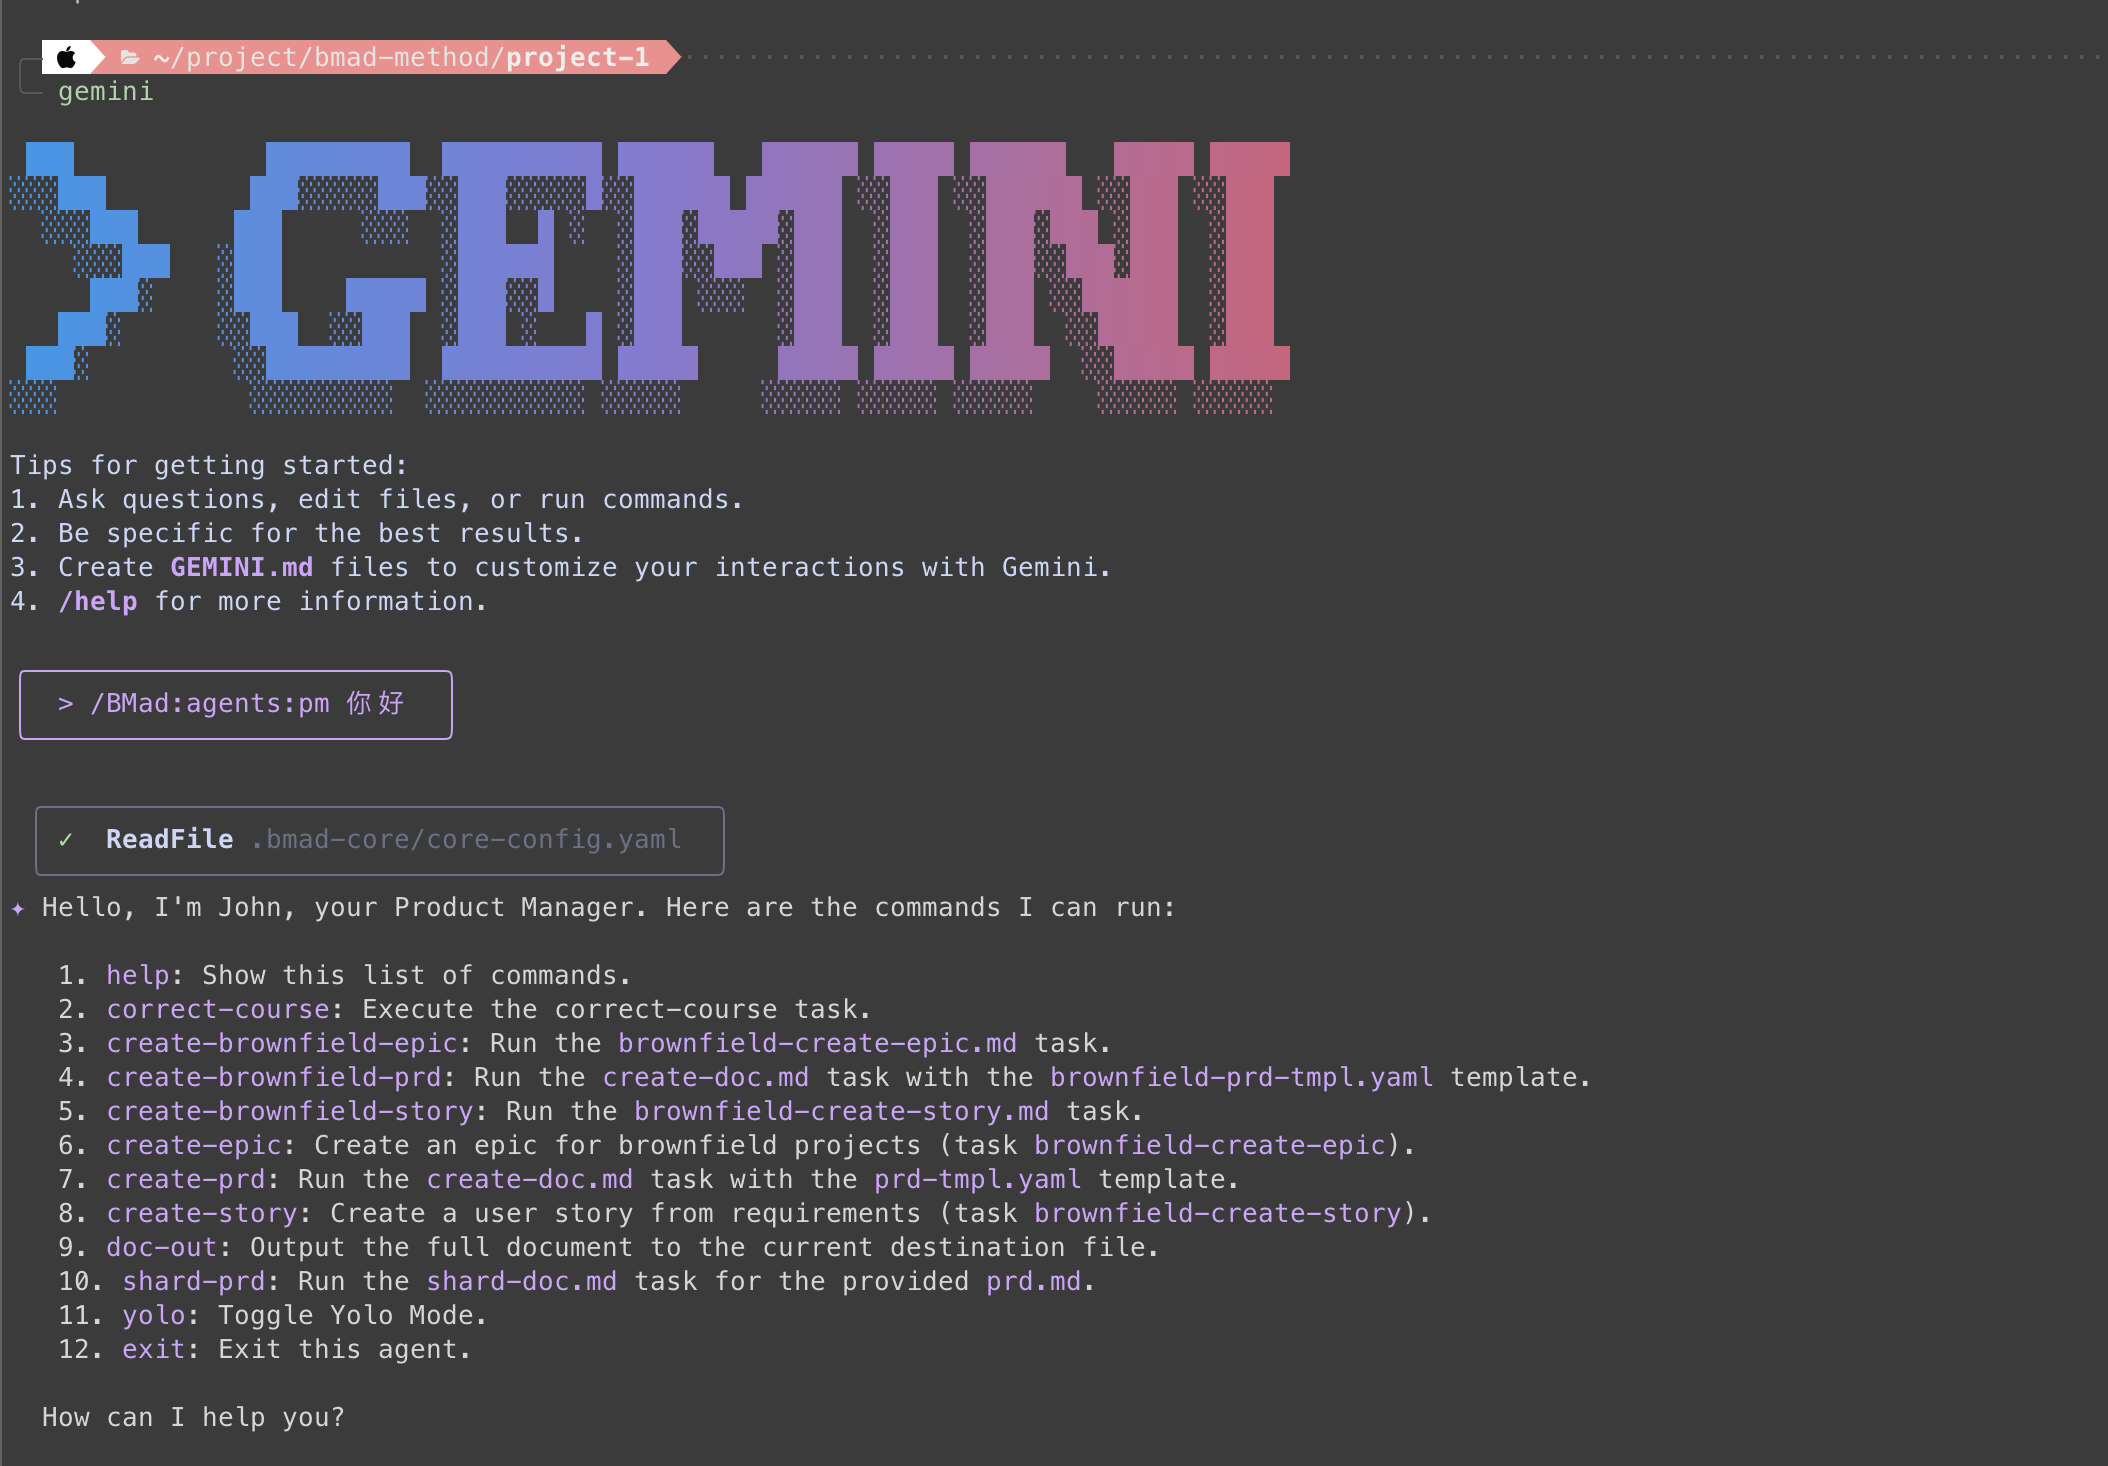 ~/project/bmad-method/project-1
gemini
> GEMINI
Tips for getting started:
1. Ask questions, edit files, or run commands.
2. Be specific for the best results.
3. Create GEMINI.md files to customize your interactions with Gemini.
4. /help for more information.
> /BMad:agents:pm 你好
✓ ReadFile .bmad-core/core-config.yaml
✦ Hello, I'm John, your Product Manager. Here are the commands I can run:
1. help: Show this list of commands.
2. correct-course: Execute the correct-course task.
3. create-brownfield-epic: Run the brownfield-create-epic.md task.
4. create-brownfield-prd: Run the create-doc.md task with the brownfield-prd-tmpl.yaml template.
5. create-brownfield-story: Run the brownfield-create-story.md task.
6. create-epic: Create an epic for brownfield projects (task brownfield-create-epic).
7. create-prd: Run the create-doc.md task with the prd-tmpl.yaml template.
8. create-story: Create a user story from requirements (task brownfield-create-story).
9. doc-out: Output the full document to the current destination file.
10. shard-prd: Run the shard-doc.md task for the provided prd.md.
11. yolo: Toggle Yolo Mode.
12. exit: Exit this agent.
How can I help you?